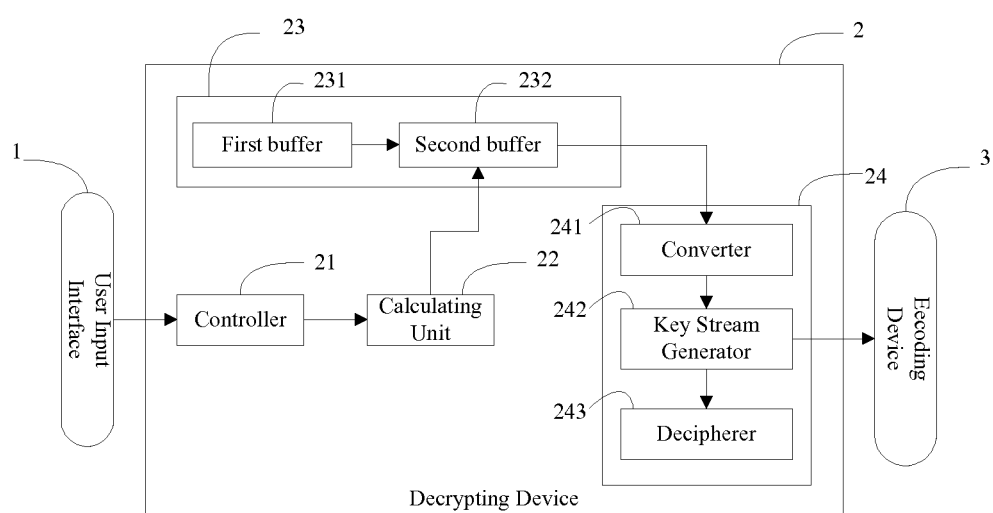 23
2
231
232
First buffer
Second buffer
1
3
24
241
Converter
21
22
242
User Input
Interface
Controller
Calculating
Unit
Key Stream
Generator
Eecoding
Device
243
Decipherer
Decrypting Device